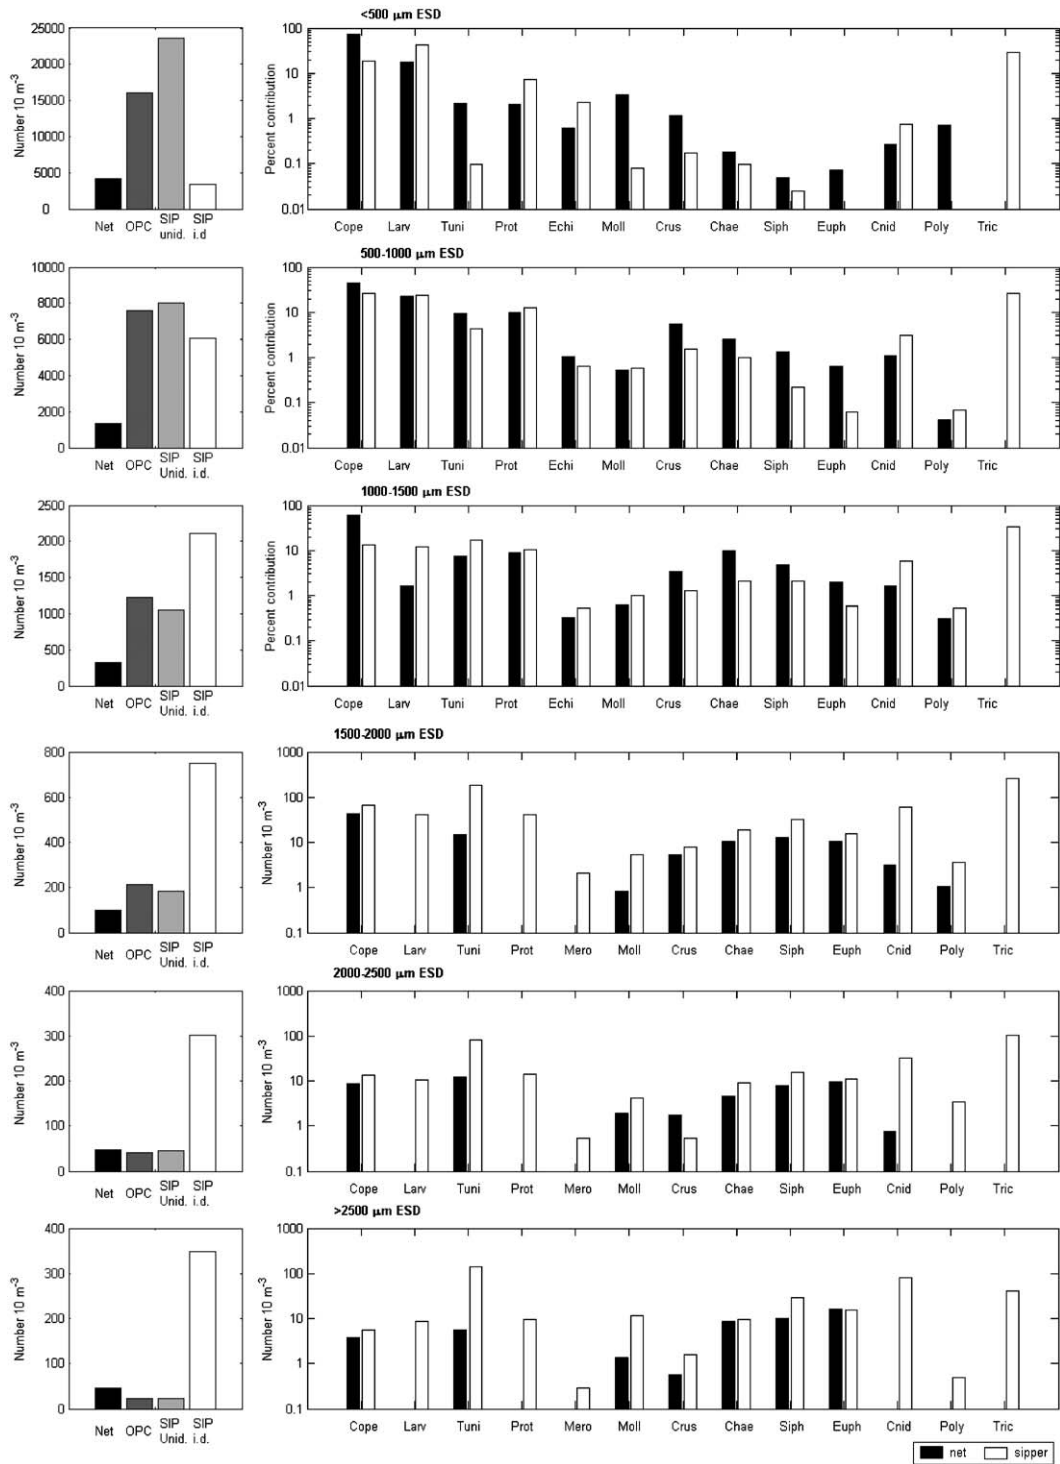 <500 µm ESD
Number 10 m⁻³
25000
20000
15000
10000
5000
0
Net OPC SIP unid. SIP i.d
Percent contribution
100
10
1
0.1
0.01
Cope Larv Tuni Prot Echi Moll Crus Chae Siph Euph Cnid Poly Tric
500-1000 µm ESD
Number 10 m⁻³
10000
8000
6000
4000
2000
0
Net OPC SIP Unid. SIP i.d.
Percent contribution
100
10
1
0.1
0.01
Cope Larv Tuni Prot Echi Moll Crus Chae Siph Euph Cnid Poly Tric
1000-1500 µm ESD
Number 10 m⁻³
2500
2000
1500
1000
500
0
Net OPC SIP Unid. SIP i.d.
Percent contribution
100
10
1
0.1
0.01
Cope Larv Tuni Prot Echi Moll Crus Chae Siph Euph Cnid Poly Tric
1500-2000 µm ESD
Number 10 m⁻³
800
600
400
200
0
Net OPC SIP Unid. SIP i.d.
Number 10 m⁻³
1000
100
10
1
0.1
Cope Larv Tuni Prot Mero Moll Crus Chae Siph Euph Cnid Poly Tric
2000-2500 µm ESD
Number 10 m⁻³
400
300
200
100
0
Net OPC SIP Unid. SIP i.d.
Number 10 m⁻³
1000
100
10
1
0.1
Cope Larv Tuni Prot Mero Moll Crus Chae Siph Euph Cnid Poly Tric
>2500 µm ESD
Number 10 m⁻³
400
300
200
100
0
Net OPC SIP Unid. SIP i.d.
Number 10 m⁻³
1000
100
10
1
0.1
Cope Larv Tuni Prot Mero Moll Crus Chae Siph Euph Cnid Poly Tric
net sipper